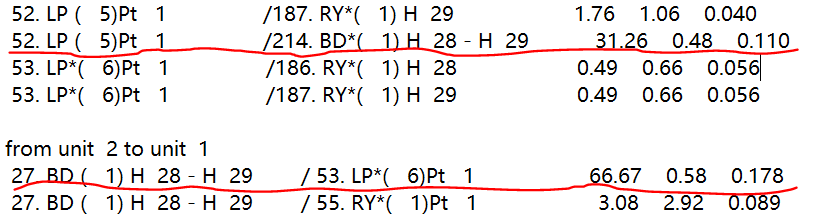 52. LP ( 5)Pt 1 /187. RY*( 1) H 29 1.76 1.06 0.040
52. LP ( 5)Pt 1 /214. BD*( 1) H 28 - H 29 31.26 0.48 0.110
53. LP*( 6)Pt 1 /186. RY*( 1) H 28 0.49 0.66 0.056
53. LP*( 6)Pt 1 /187. RY*( 1) H 29 0.49 0.66 0.056
from unit 2 to unit 1
27. BD ( 1) H 28 - H 29 / 53. LP*( 6)Pt 1 66.67 0.58 0.178
27. BD ( 1) H 28 - H 29 / 55. RY*( 1)Pt 1 3.08 2.92 0.089